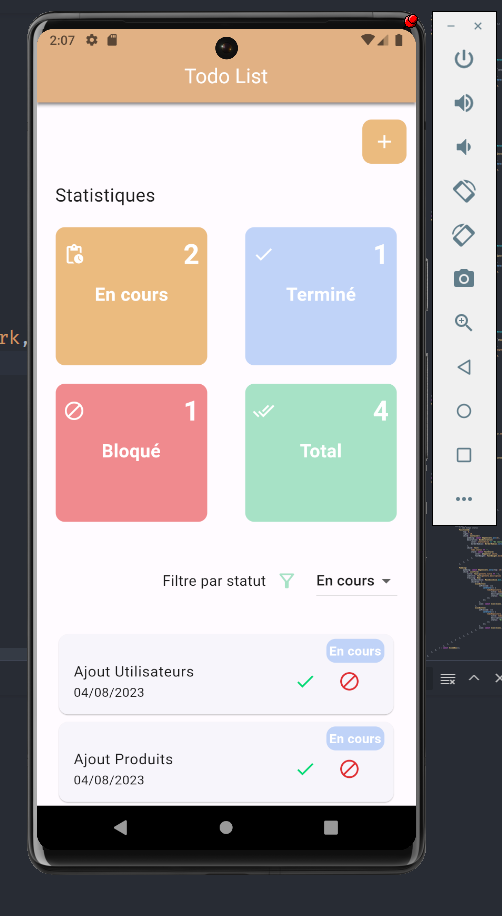 2:07
Todo List
+
Statistiques
2
En cours
1
Terminé
1
Bloqué
4
Total
rk,
Filtre par statut
En cours
En cours
Ajout Utilisateurs
04/08/2023
En cours
Ajout Produits
04/08/2023